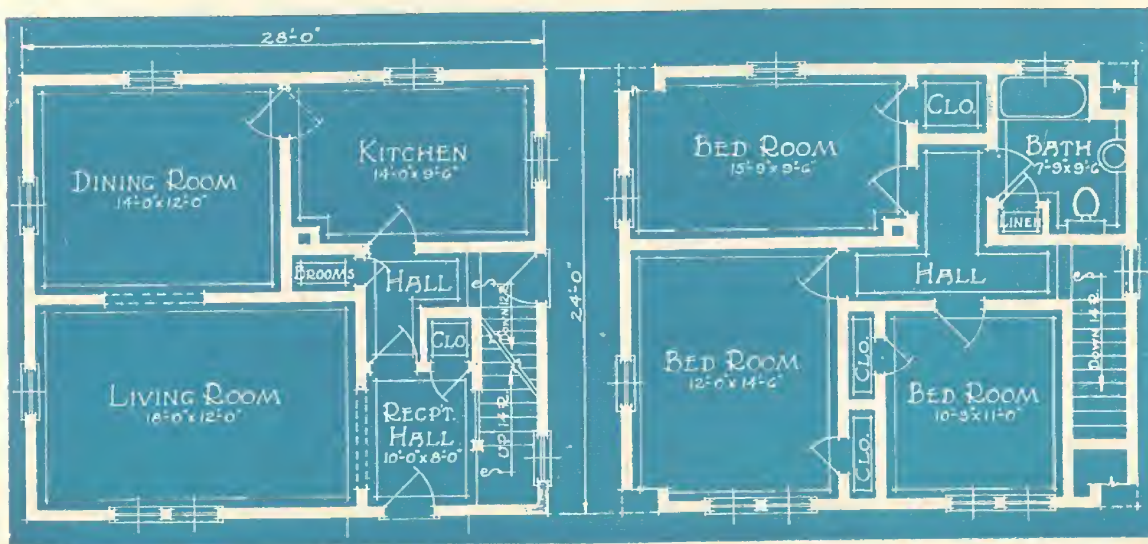 28'-0"
DINING ROOM
14'-0"x12'-0"
KITCHEN
14'-0"x9'-6"
BROOMS
HALL
DOWN 12 R
CLO.
LIVING ROOM
18'-0"x12'-0"
RECP'T.
HALL
10'-0"x8'-0"
UP 14 R
24'-0"
BED ROOM
15'-9"x9'-6"
CLO.
BATH
7'-9"x9'-6"
LINEN
HALL
DOWN 14 R
BED ROOM
12'-0"x14'-6"
CLO.
CLO.
BED ROOM
10'-9"x11'-0"